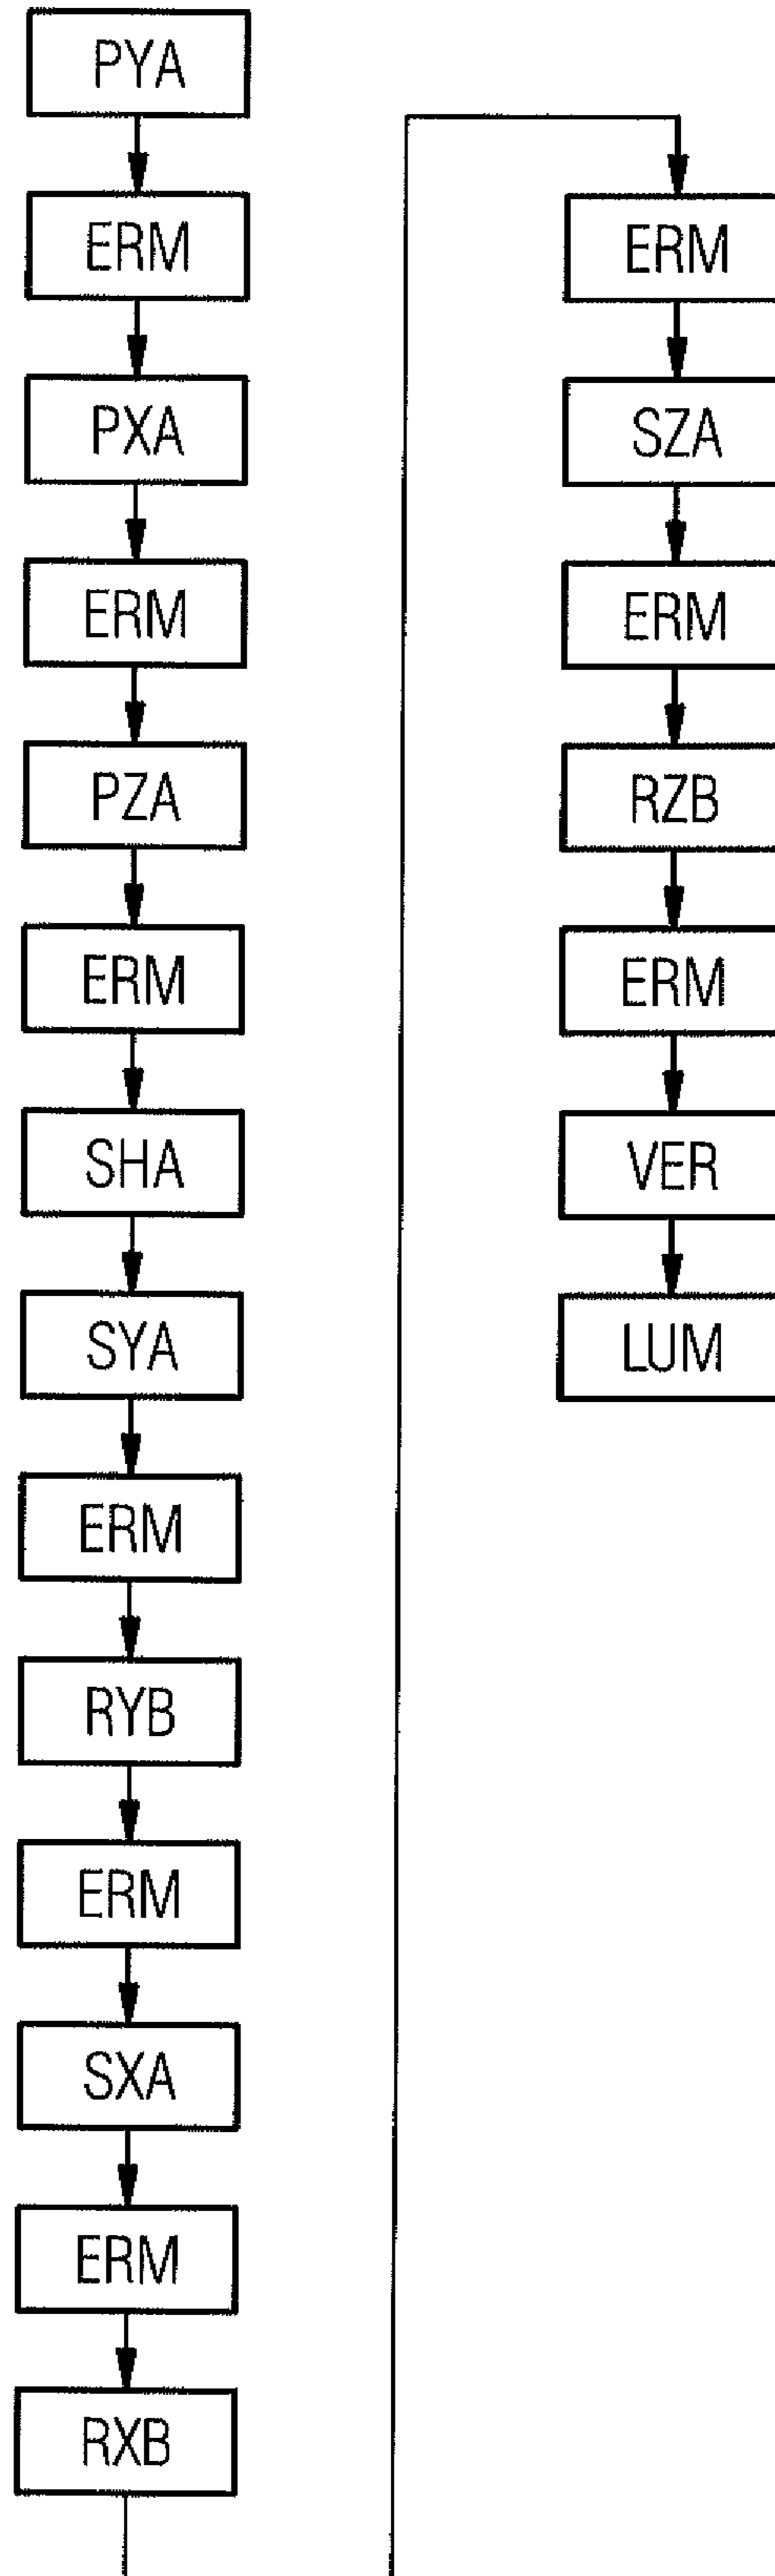 PYA
ERM
PXA
ERM
PZA
ERM
SHA
SYA
ERM
RYB
ERM
SXA
ERM
RXB
ERM
SZA
ERM
RZB
ERM
VER
LUM